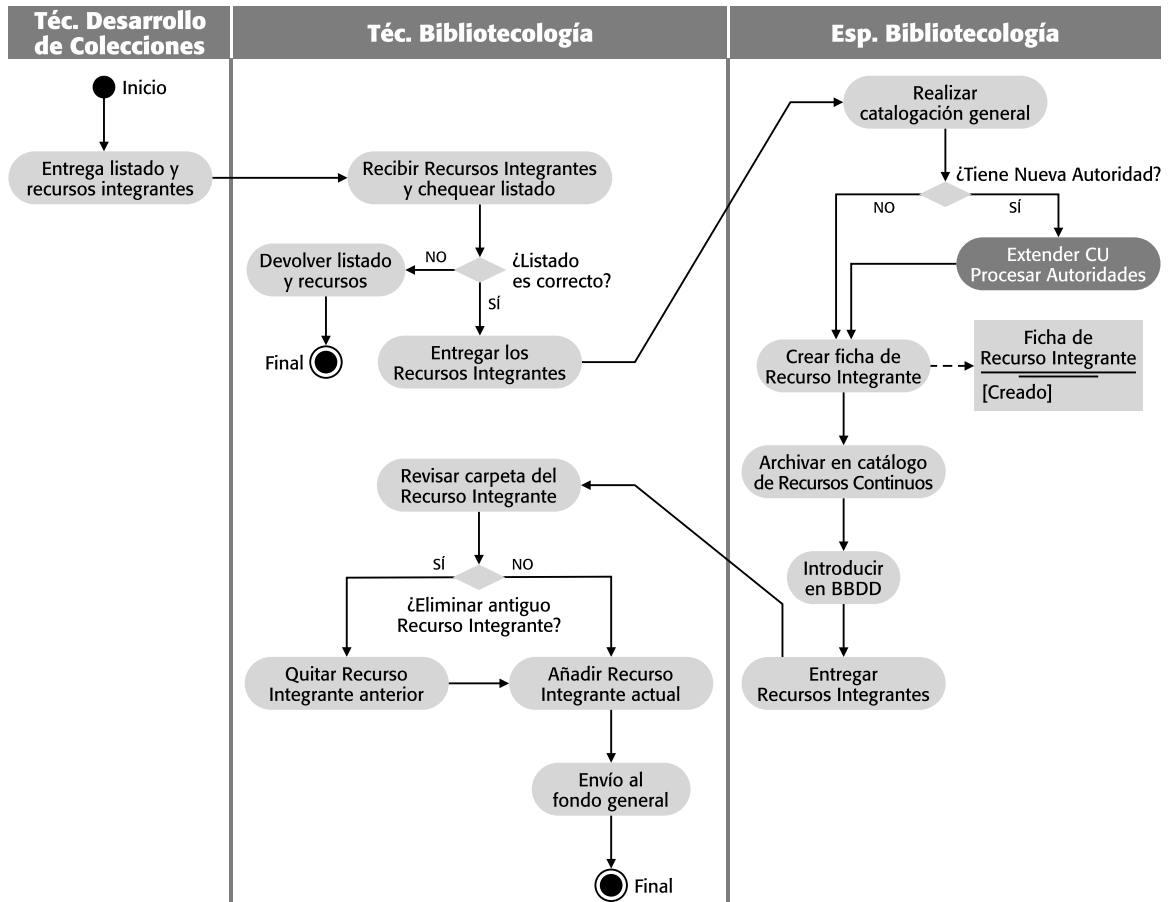 Téc. Desarrollo
de Colecciones
Téc. Bibliotecología
Esp. Bibliotecología
Inicio
Entrega listado y
recursos integrantes
Recibir Recursos Integrantes
y chequear listado
¿Listado
es correcto?
NO
SÍ
Devolver listado
y recursos
Final
Entregar los
Recursos Integrantes
Realizar
catalogación general
¿Tiene Nueva Autoridad?
NO
SÍ
Extender CU
Procesar Autoridades
Crear ficha de
Recurso Integrante
Ficha de
Recurso Integrante
[Creado]
Archivar en catálogo
de Recursos Continuos
Introducir
en BBDD
Entregar
Recursos Integrantes
Revisar carpeta del
Recurso Integrante
SÍ
NO
¿Eliminar antiguo
Recurso Integrante?
Quitar Recurso
Integrante anterior
Añadir Recurso
Integrante actual
Envío al
fondo general
Final